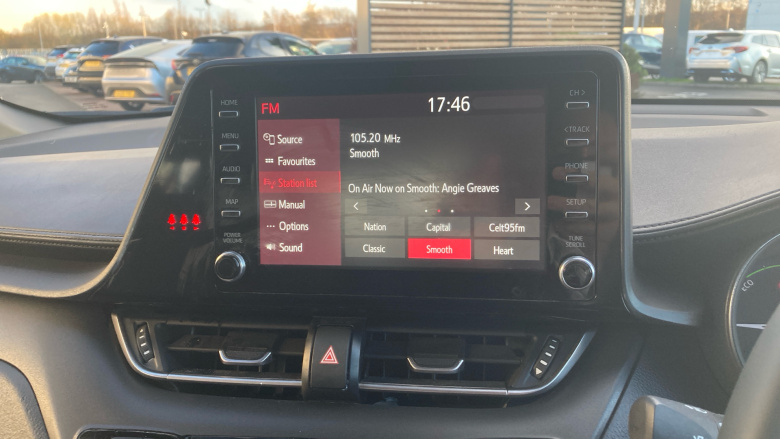 FM
17:46
HOME
MENU
AUDIO
MAP
POWER
VOLUME
Source
Favourites
Station list
Manual
Options
Sound
105.20 MHz
Smooth
On Air Now on Smooth: Angie Greaves
< >
Nation Capital Celt95fm
Classic Smooth Heart
CH >
< TRACK
PHONE
SETUP
TUNE
SCROLL
ECO